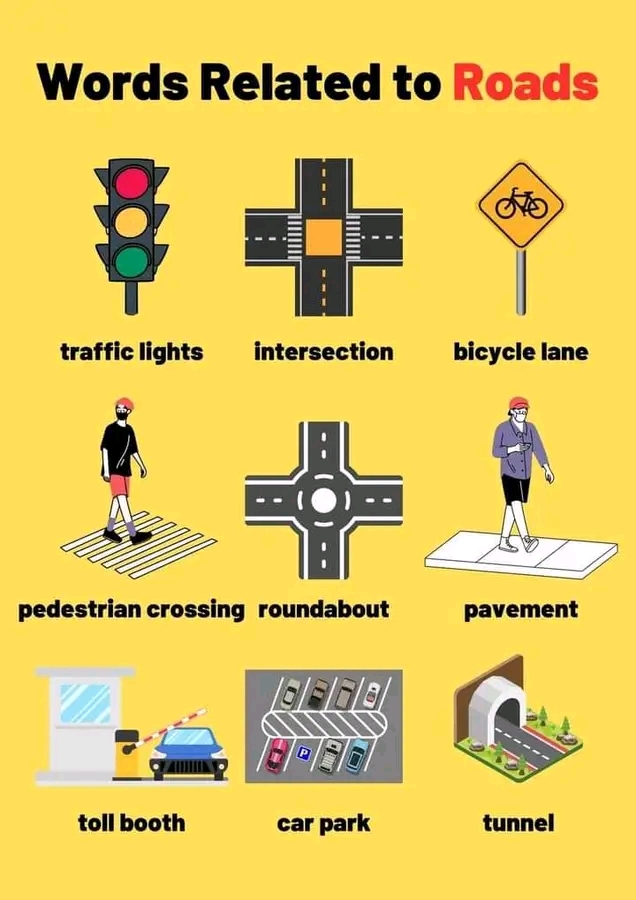 Words Related to Roads
traffic lights
intersection
bicycle lane
pedestrian crossing
roundabout
pavement
P
toll booth
car park
tunnel